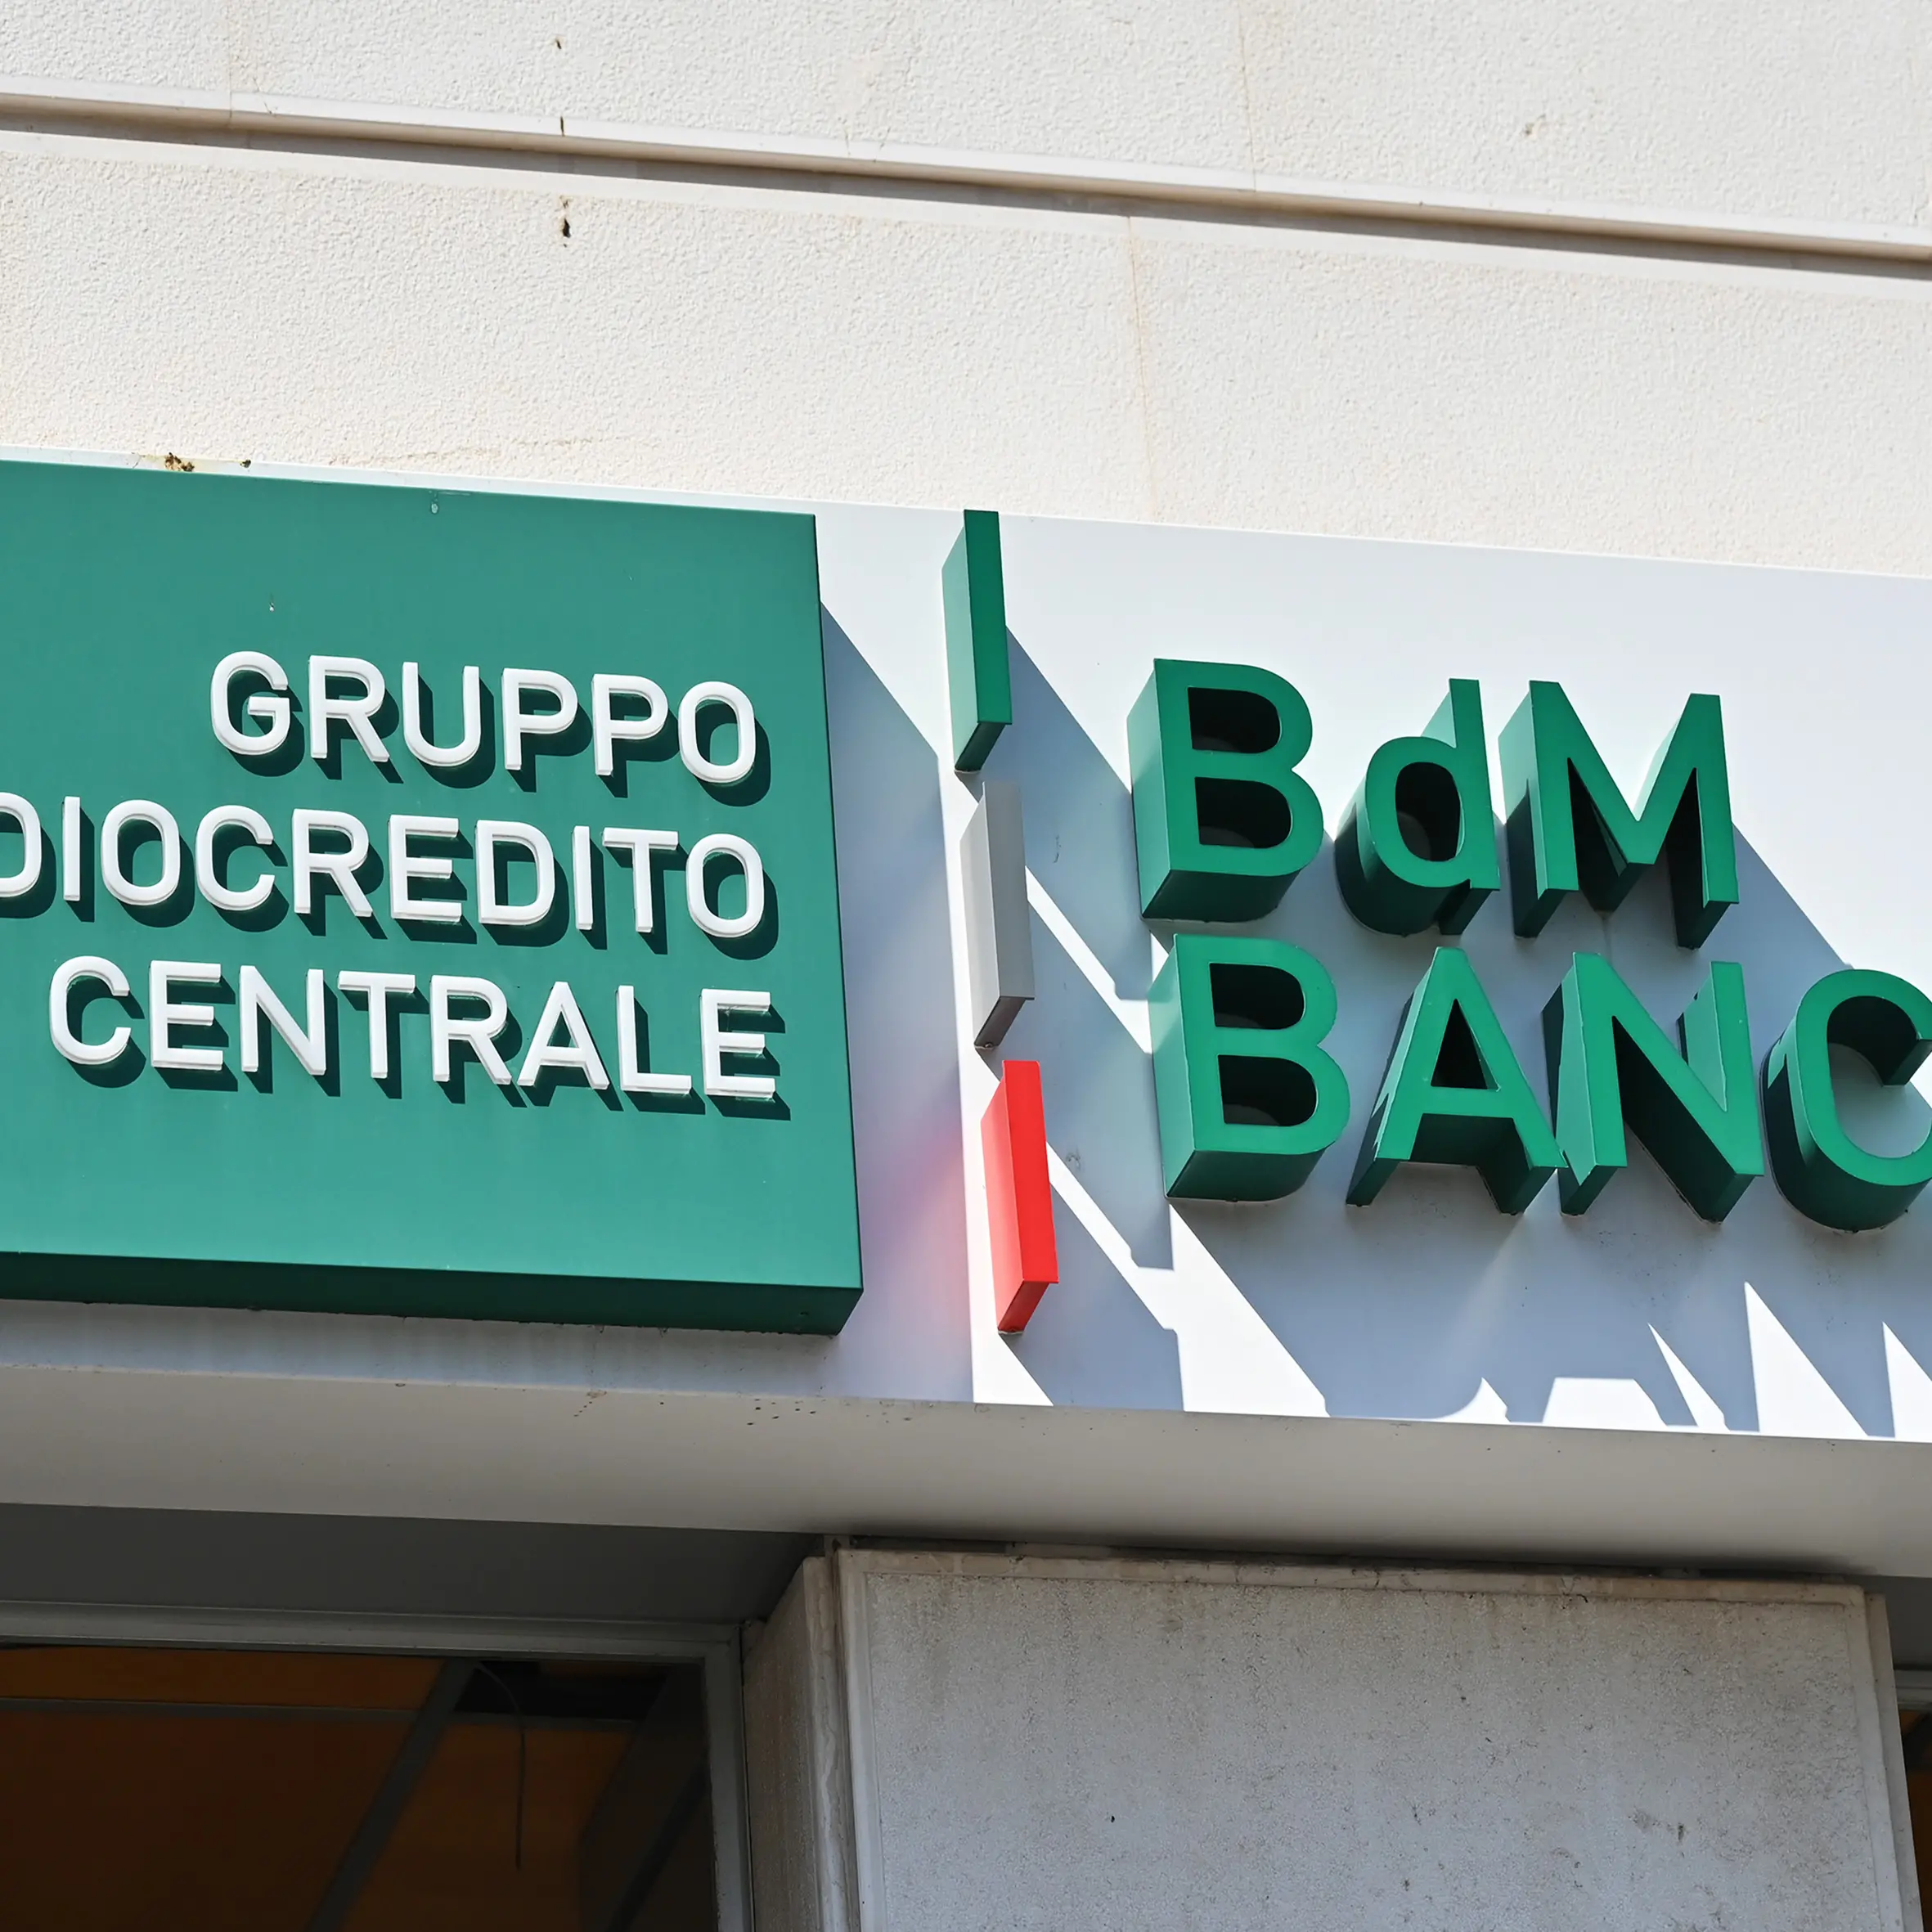 GRUPPO
DIOCREDITO
CENTRALE
BdM
BANC